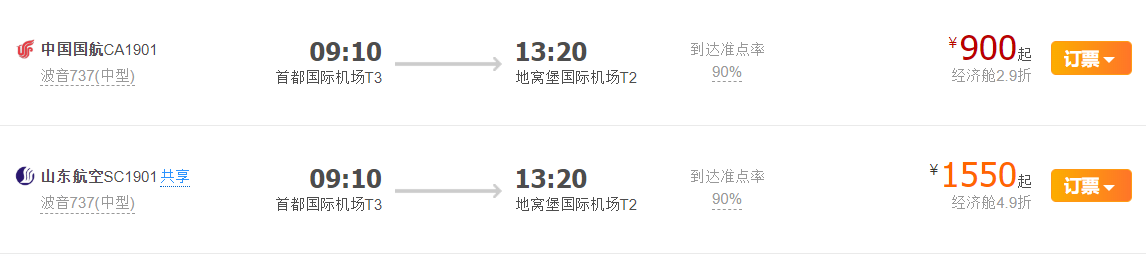 中国国航CA1901
09:10
13:20
到达准点率
¥900起
订票
波音737(中型)
首都国际机场T3
地窝堡国际机场T2
90%
经济舱2.9折
山东航空SC1901 共享
09:10
13:20
到达准点率
¥1550起
订票
波音737(中型)
首都国际机场T3
地窝堡国际机场T2
90%
经济舱4.9折